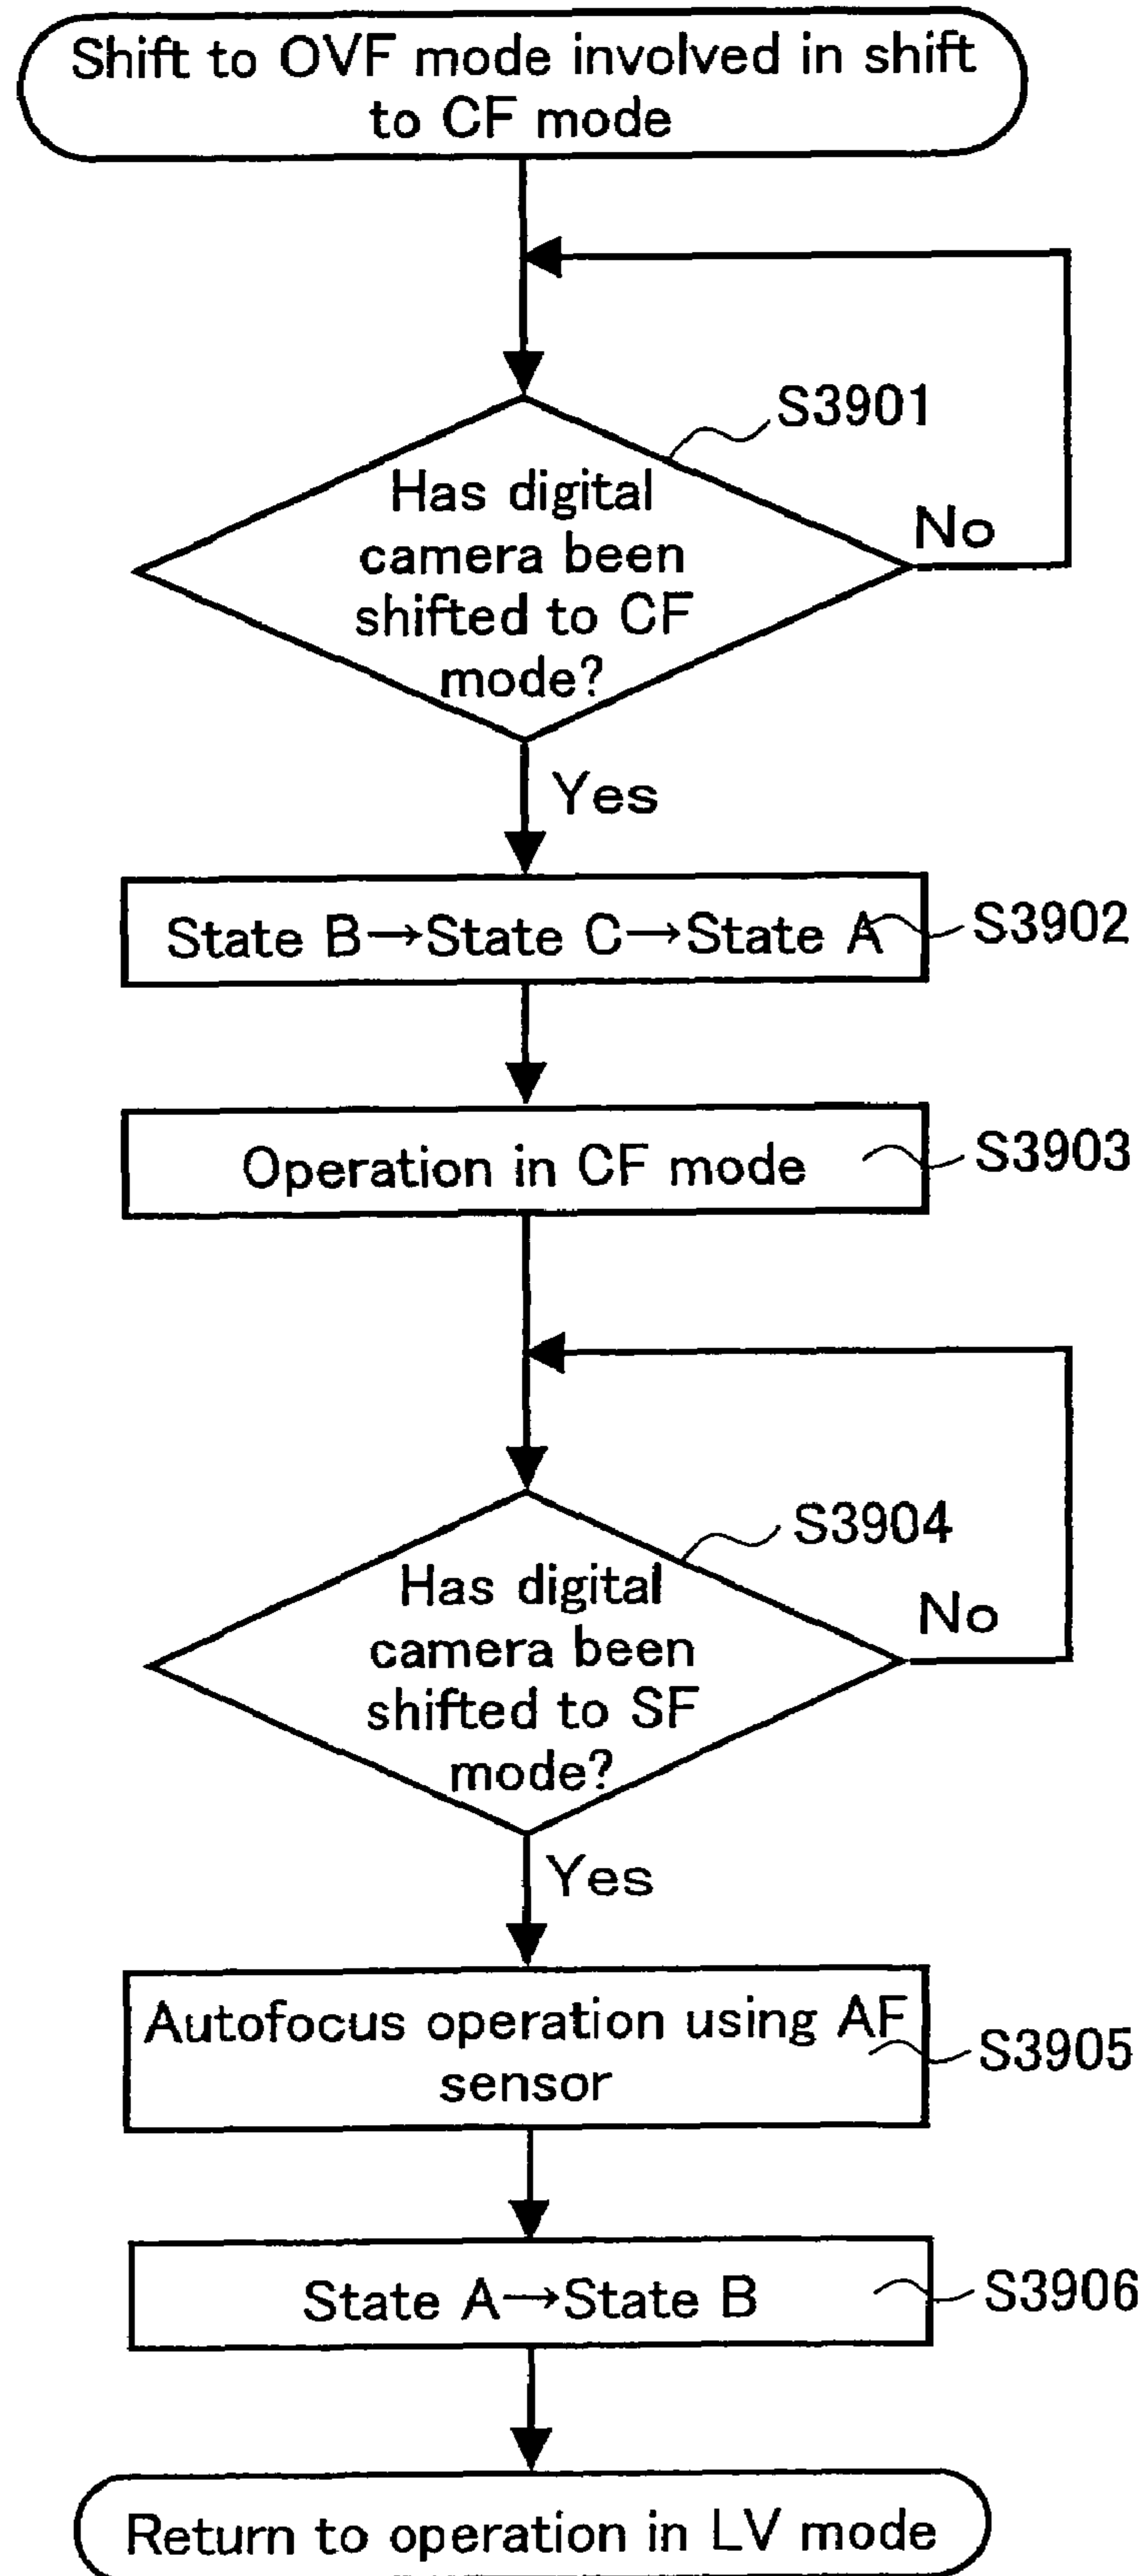 Shift to OVF mode involved in shift
to CF mode
S3901
Has digital
camera been
shifted to CF
mode?
No
Yes
State B→State C→State A
S3902
Operation in CF mode
S3903
S3904
Has digital
camera been
shifted to SF
mode?
No
Yes
Autofocus operation using AF
sensor
S3905
State A→State B
S3906
Return to operation in LV mode